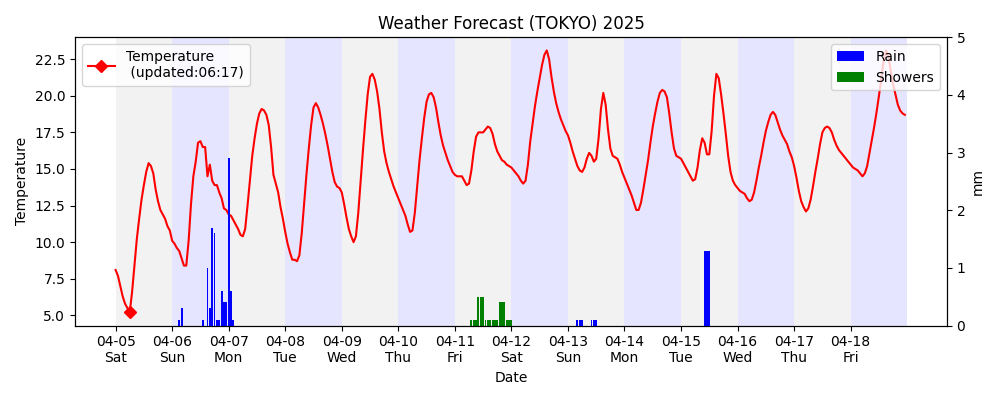 Weather Forecast (TOKYO) 2025
Temperature
(updated:06:17)
Rain
Showers
Temperature
22.5
20.0
17.5
15.0
12.5
10.0
7.5
5.0
5
4
3
2
1
0
mm
04-05 04-06 04-07 04-08 04-09 04-10 04-11 04-12 04-13 04-14 04-15 04-16 04-17 04-18
Sat Sun Mon Tue Wed Thu Fri Sat Sun Mon Tue Wed Thu Fri
Date